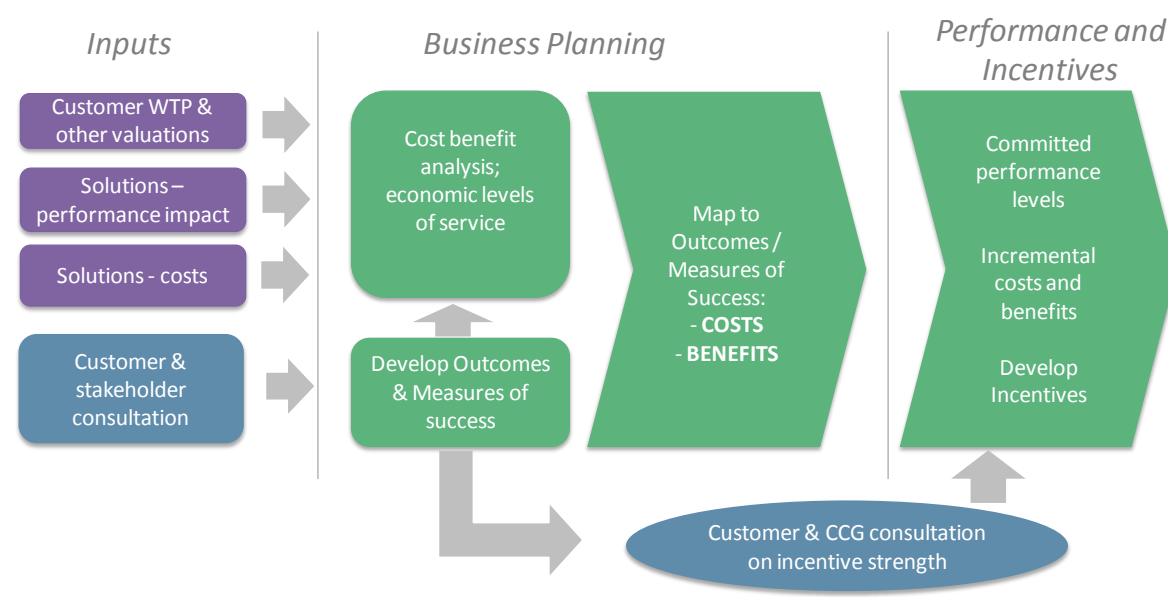 Inputs
Business Planning
Performance and
Incentives
Customer WTP &
other valuations
Solutions –
performance impact
Solutions - costs
Customer &
stakeholder
consultation
Cost benefit
analysis;
economic levels
of service
Develop Outcomes
& Measures of
success
Map to
Outcomes /
Measures of
Success:
- COSTS
- BENEFITS
Committed
performance
levels
Incremental
costs and
benefits
Develop
Incentives
Customer & CCG consultation
on incentive strength